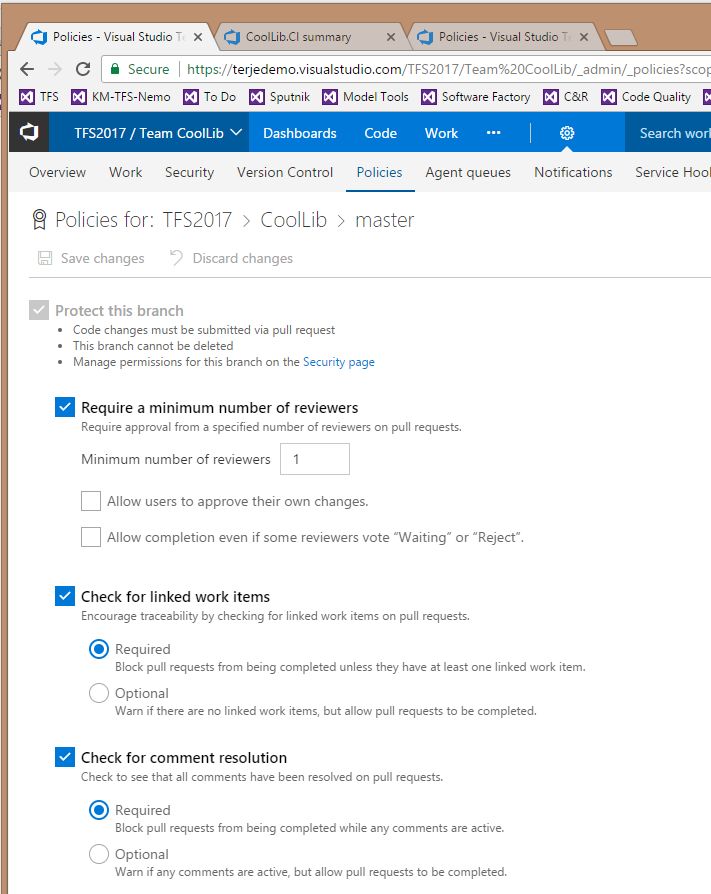 Policies - Visual Studio Te
CoolLib.CI summary
Policies - Visual Studio T
Secure
https://terjedemo.visualstudio.com/TFS2017/Team%20CoolLib/_admin/_policies?scop
TFS
KM-TFS-Nemo
To Do
Sputnik
Model Tools
Software Factory
C&R
Code Quality
TFS2017 / Team CoolLib
Dashboards
Code
Work
Search work
Overview
Work
Security
Version Control
Policies
Agent queues
Notifications
Service Hool
Policies for: TFS2017 > CoolLib > master
Save changes
Discard changes
Protect this branch
• Code changes must be submitted via pull request
• This branch cannot be deleted
• Manage permissions for this branch on the Security page
Require a minimum number of reviewers
Require approval from a specified number of reviewers on pull requests.
Minimum number of reviewers 1
Allow users to approve their own changes.
Allow completion even if some reviewers vote “Waiting” or “Reject”.
Check for linked work items
Encourage traceability by checking for linked work items on pull requests.
Required
Block pull requests from being completed unless they have at least one linked work item.
Optional
Warn if there are no linked work items, but allow pull requests to be completed.
Check for comment resolution
Check to see that all comments have been resolved on pull requests.
Required
Block pull requests from being completed while any comments are active.
Optional
Warn if any comments are active, but allow pull requests to be completed.